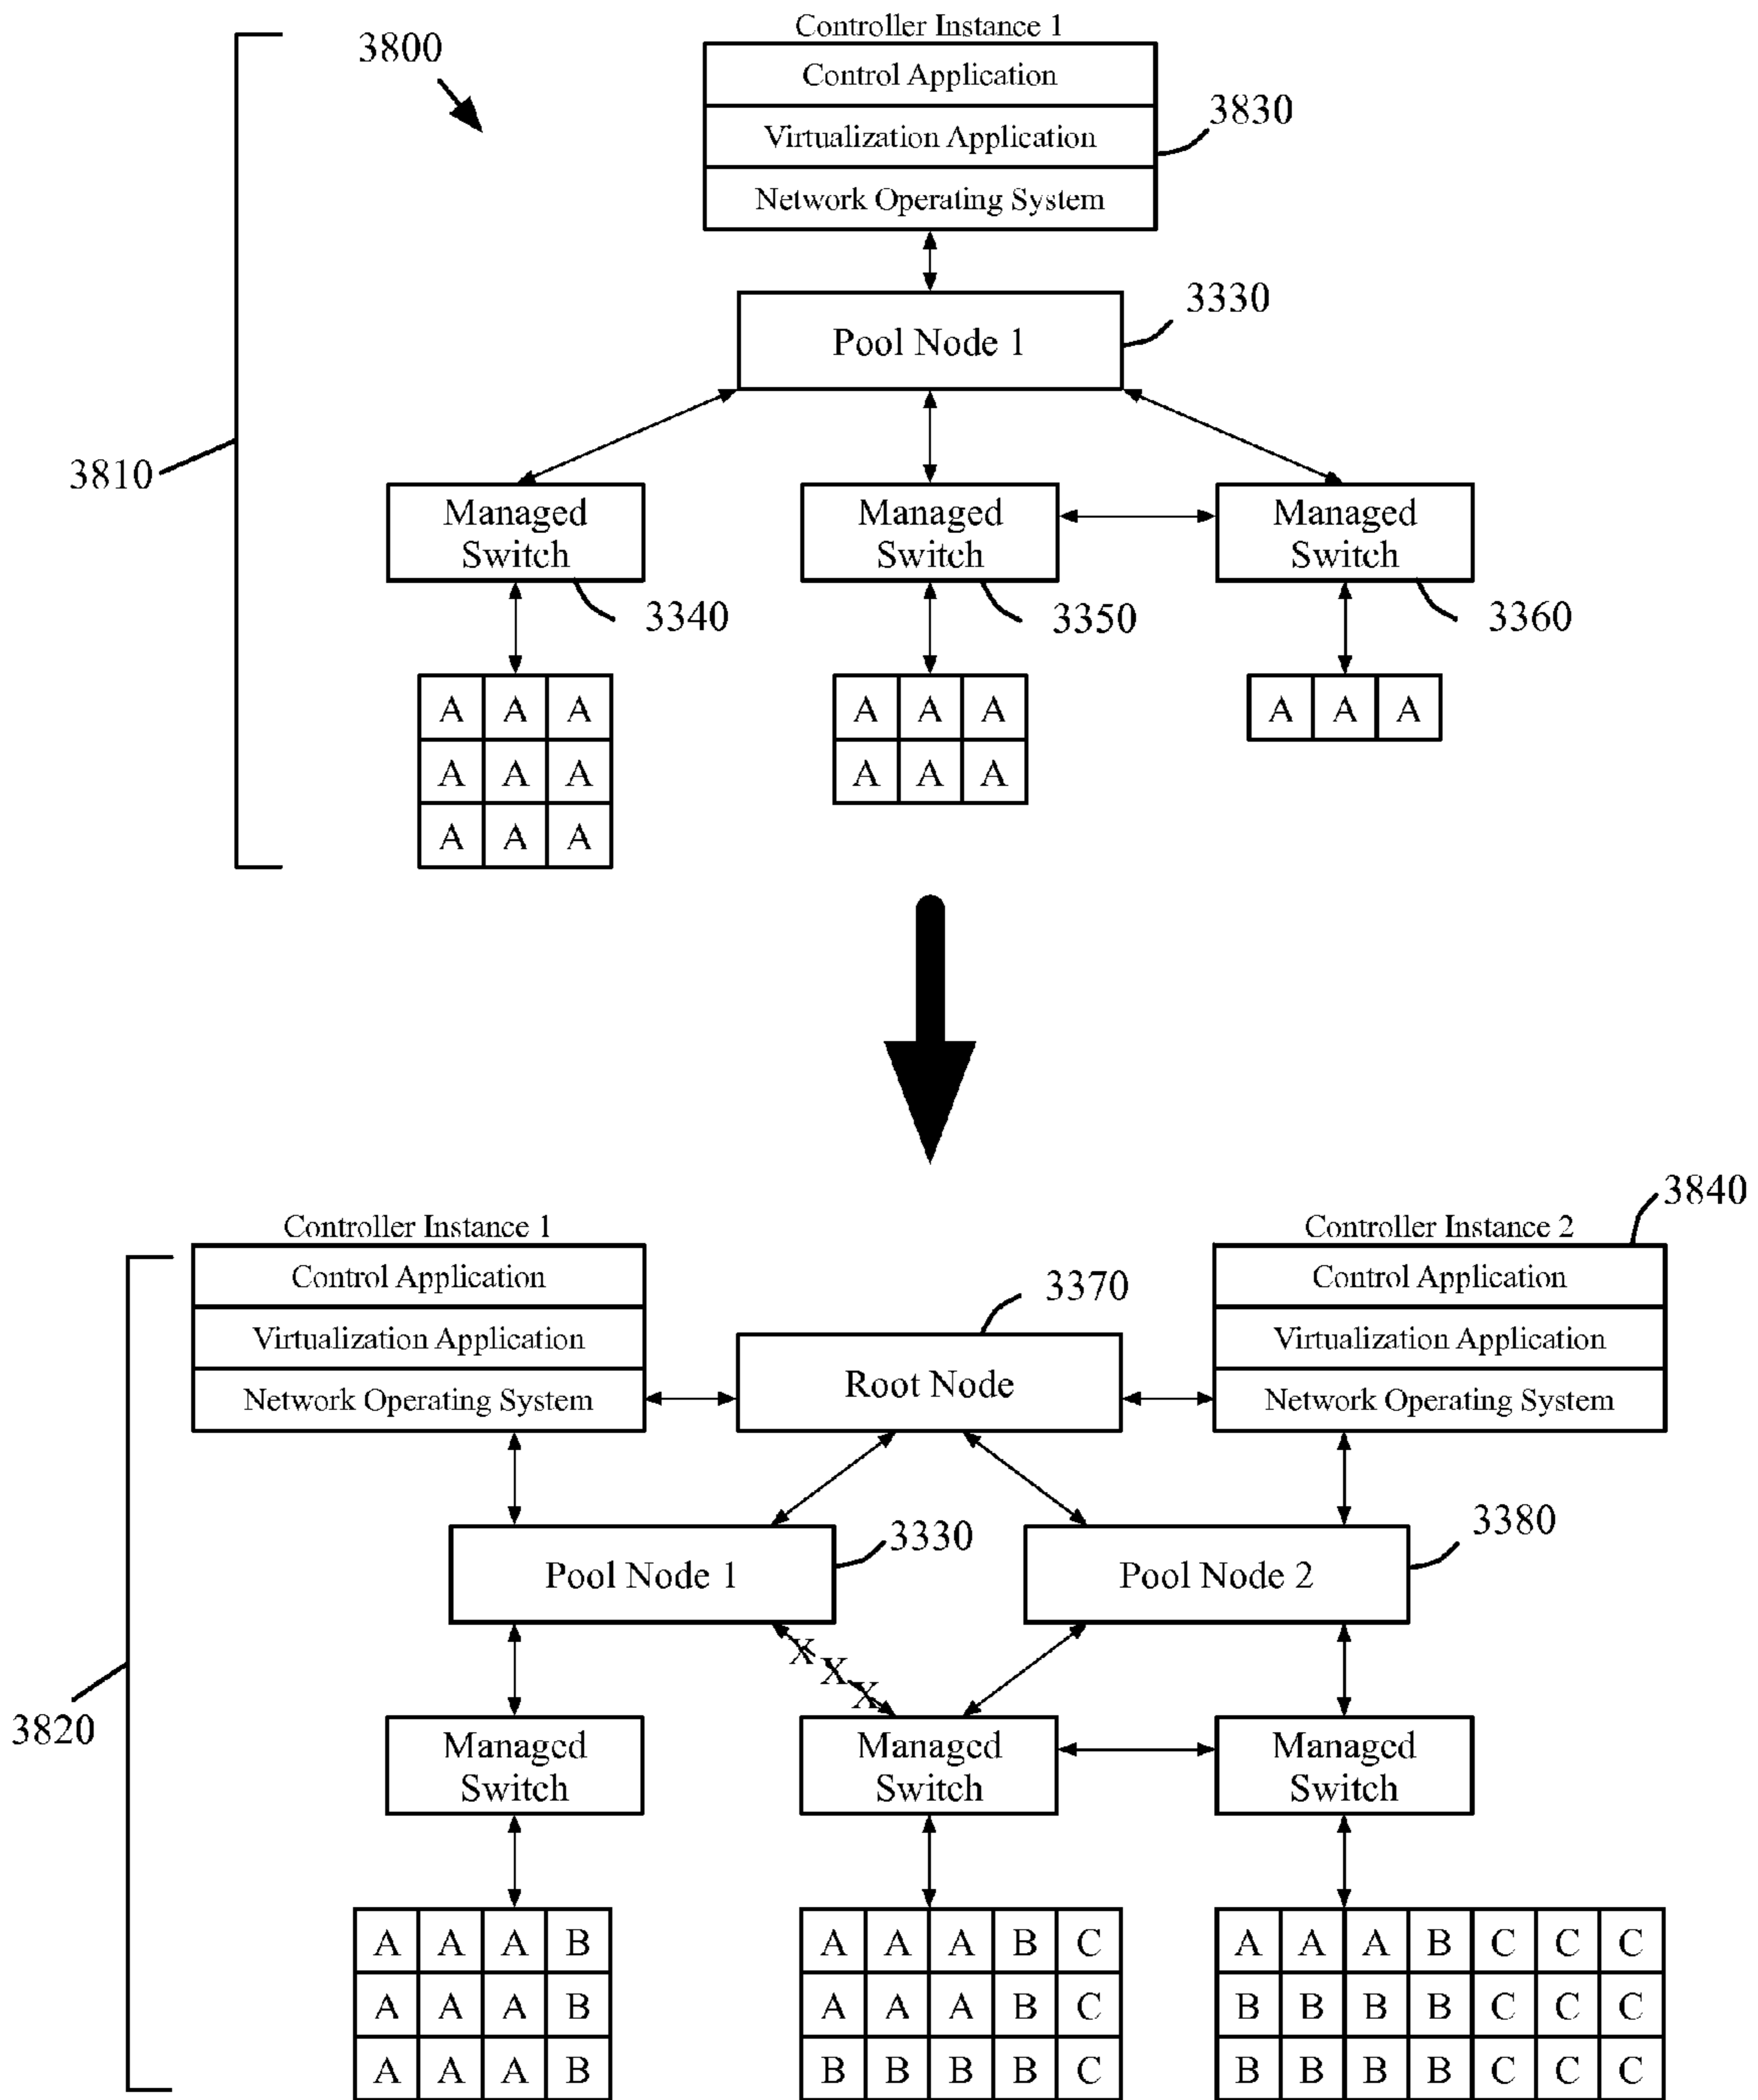 Controller Instance 1
3800
Control Application
3830
Virtualization Application
Network Operating System
3330
Pool Node 1
3810
Managed
Switch
Managed
Switch
Managed
Switch
3340
3350
3360
A A A
A A A
A A A
A A A
A A A
A A A
A A A
3840
Controller Instance 1
Controller Instance 2
Control Application
Control Application
3370
Virtualization Application
Virtualization Application
Root Node
Network Operating System
Network Operating System
3330
3380
Pool Node 1
Pool Node 2
X
X
X
3820
Managed
Switch
Managed
Switch
Managed
Switch
A A A B
A A A B C
A A A B C C C
A A A B
A A A B C
B B B B C C C
A A A B
B B B B C
B B B B C C C